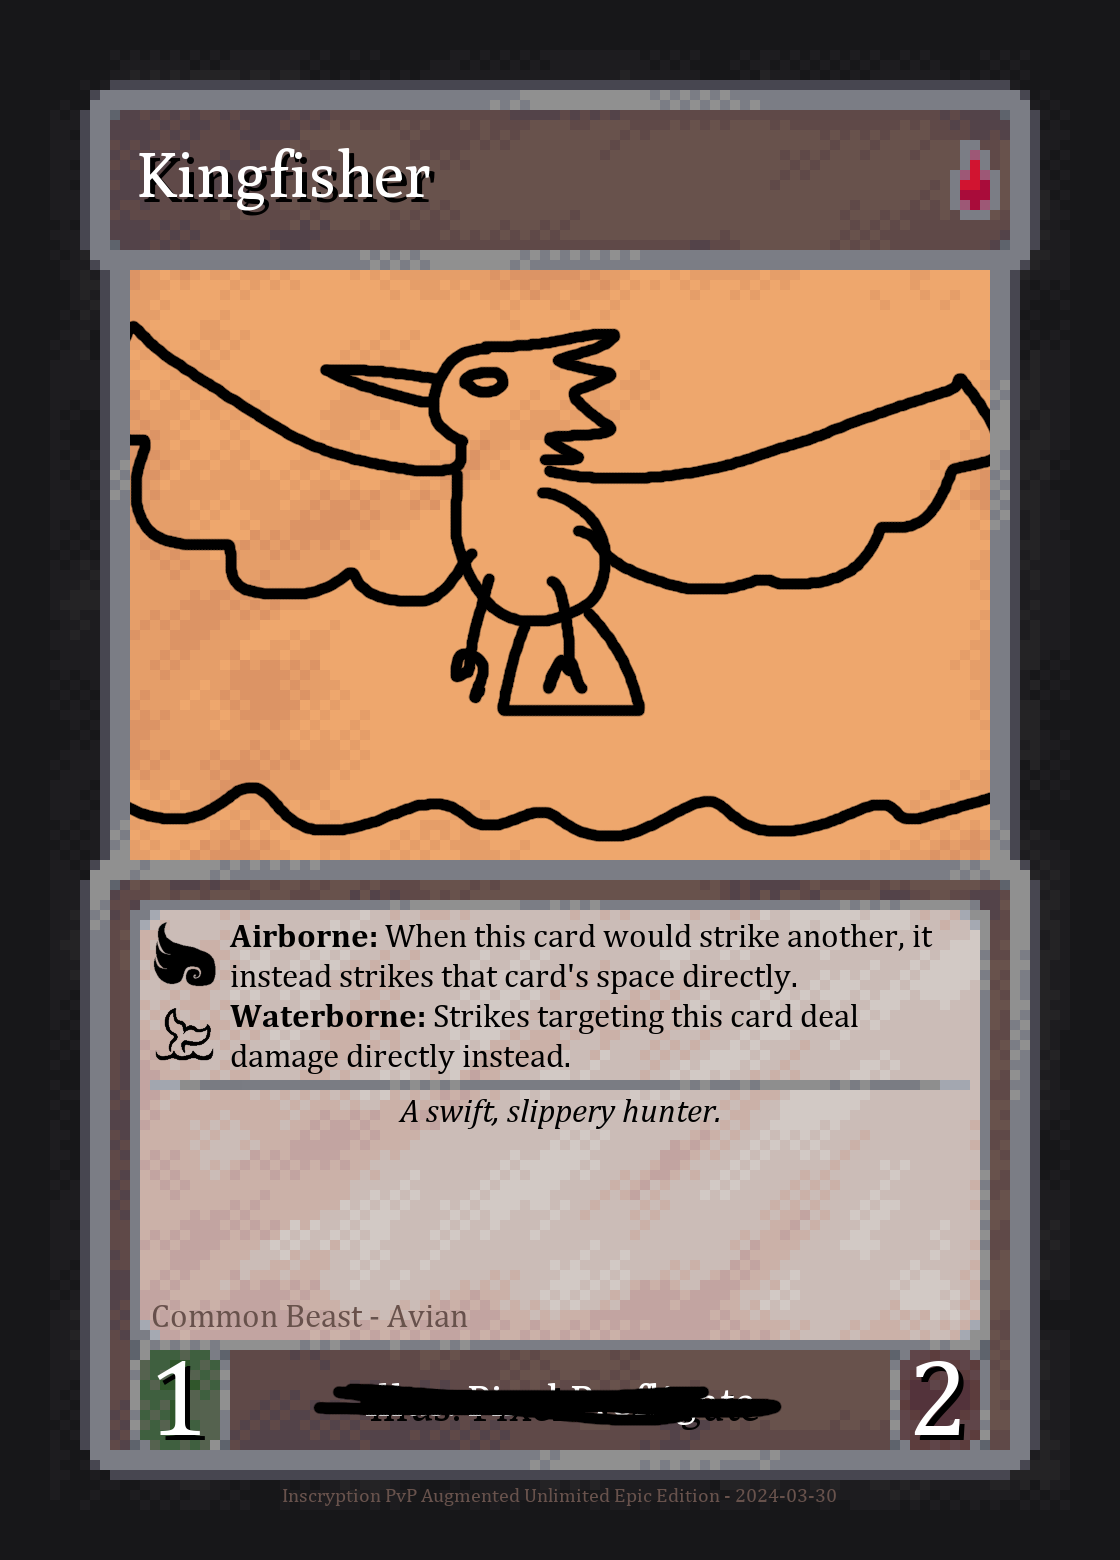 Kingfisher
Airborne: When this card would strike another, it
instead strikes that card's space directly.
Waterborne: Strikes targeting this card deal
damage directly instead.
A swift, slippery hunter.
Common Beast - Avian
1
2
Inscryption PvP Augmented Unlimited Epic Edition - 2024-03-30